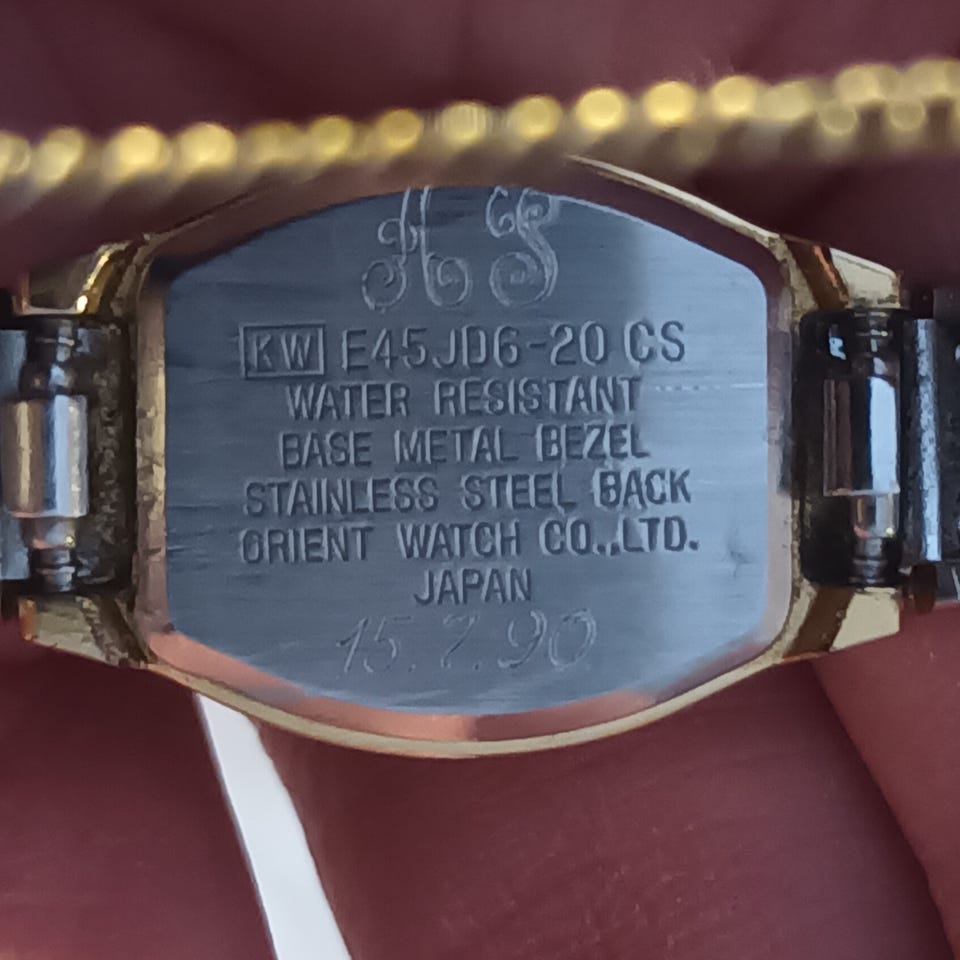 A S
KW E45JD6-20 CS
WATER RESISTANT
BASE METAL BEZEL
STAINLESS STEEL BACK
ORIENT WATCH CO.,LTD.
JAPAN
15.7.90